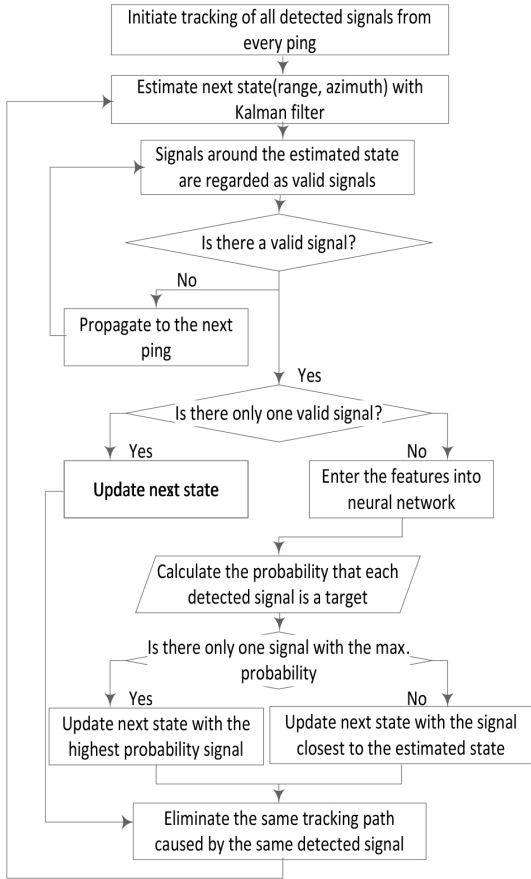 Initiate tracking of all detected signals from
every ping
Estimate next state(range, azimuth) with
Kalman filter
Signals around the estimated state
are regarded as valid signals
Is there a valid signal?
No
Propagate to the next
ping
Yes
Is there only one valid signal?
Yes
No
Update next state
Enter the features into
neural network
Calculate the probability that each
detected signal is a target
Is there only one signal with the max.
probability
Yes
No
Update next state with the
highest probability signal
Update next state with the signal
closest to the estimated state
Eliminate the same tracking path
caused by the same detected signal